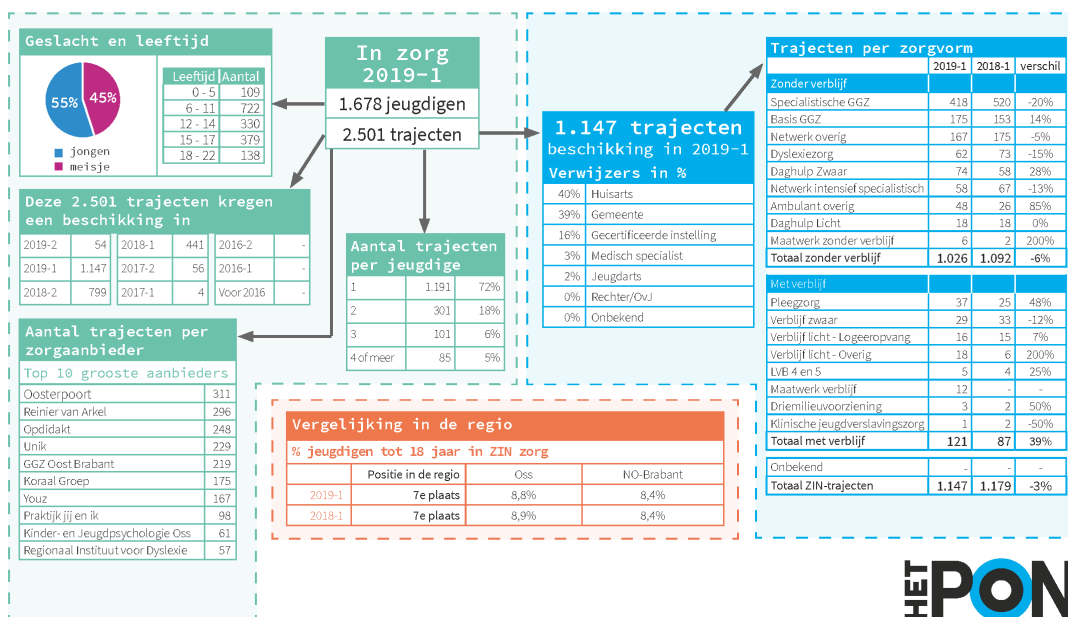 Geslacht en leeftijd
55%
45%
jongen
meisje
Leeftijd Aantal
0 - 5 109
6 - 11 722
12 - 14 330
15 - 17 379
18 - 22 138
In zorg
2019-1
1.678 jeugdigen
2.501 trajecten
Deze 2.501 trajecten kregen
een beschikking in
2019-2 54 2018-1 441 2016-2 -
2019-1 1.147 2017-2 56 2016-1 -
2018-2 799 2017-1 4 Voor 2016 -
Aantal trajecten
per jeugdige
1 1.191 72%
2 301 18%
3 101 6%
4 of meer 85 5%
Aantal trajecten per
zorgaanbieder
Top 10 grooste aanbieders
Oosterpoort 311
Reinier van Arkel 296
Opdidakt 248
Unik 229
GGZ Oost Brabant 219
Koraal Groep 175
Youz 167
Praktijk jij en ik 98
Kinder- en Jeugdpsychologie Oss 61
Regionaal Instituut voor Dyslexie 57
1.147 trajecten
beschikking in 2019-1
Verwijzers in %
40% Huisarts
39% Gemeente
16% Gecertificeerde instelling
3% Medisch specialist
2% Jeugdarts
0% Rechter/OvJ
0% Onbekend
Vergelijking in de regio
% jeugdigen tot 18 jaar in ZIN zorg
Positie in de regio Oss NO-Brabant
2019-1 7e plaats 8,8% 8,4%
2018-1 7e plaats 8,9% 8,4%
Trajecten per zorgvorm
2019-1 2018-1 verschil
Zonder verblijf
Specialistische GGZ 418 520 -20%
Basis GGZ 175 153 14%
Netwerk overig 167 175 -5%
Dyslexiezorg 62 73 -15%
Daghulp Zwaar 74 58 28%
Netwerk intensief specialistisch 58 67 -13%
Ambulant overig 48 26 85%
Daghulp Licht 18 18 0%
Maatwerk zonder verblijf 6 2 200%
Totaal zonder verblijf 1.026 1.092 -6%
Met verblijf
Pleegzorg 37 25 48%
Verblijf zwaar 29 33 -12%
Verblijf licht - Logeeropvang 16 15 7%
Verblijf licht - Overig 18 6 200%
LVB 4 en 5 5 4 25%
Maatwerk verblijf 12 - -
Driemilieuvoorziening 3 2 50%
Klinische jeugdverslavingszorg 1 2 -50%
Totaal met verblijf 121 87 39%
Onbekend - - -
Totaal ZIN-trajecten 1.147 1.179 -3%
HET PON